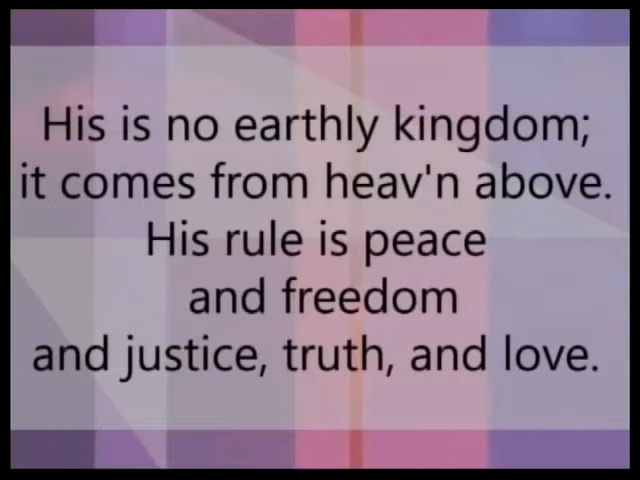 His is no earthly kingdom;
it comes from heav'n above.
His rule is peace
and freedom
and justice, truth, and love.